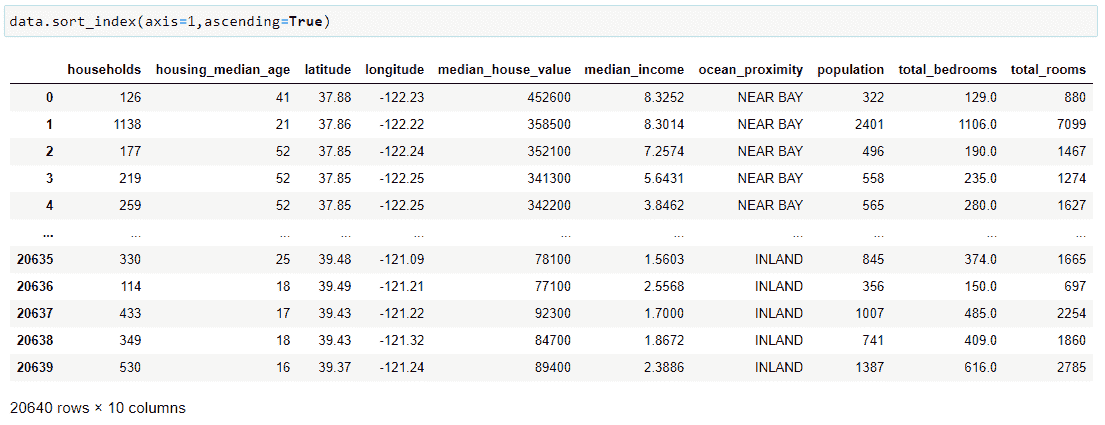 data.sort_index(axis=1,ascending=True)
households housing_median_age latitude longitude median_house_value median_income ocean_proximity population total_bedrooms total_rooms
0 126 41 37.88 -122.23 452600 8.3252 NEAR BAY 322 129.0 880
1 1138 21 37.86 -122.22 358500 8.3014 NEAR BAY 2401 1106.0 7099
2 177 52 37.85 -122.24 352100 7.2574 NEAR BAY 496 190.0 1467
3 219 52 37.85 -122.25 341300 5.6431 NEAR BAY 558 235.0 1274
4 259 52 37.85 -122.25 342200 3.8462 NEAR BAY 565 280.0 1627
... ... ... ... ... ... ... ... ... ... ...
20635 330 25 39.48 -121.09 78100 1.5603 INLAND 845 374.0 1665
20636 114 18 39.49 -121.21 77100 2.5568 INLAND 356 150.0 697
20637 433 17 39.43 -121.22 92300 1.7000 INLAND 1007 485.0 2254
20638 349 18 39.43 -121.32 84700 1.8672 INLAND 741 409.0 1860
20639 530 16 39.37 -121.24 89400 2.3886 INLAND 1387 616.0 2785
20640 rows × 10 columns